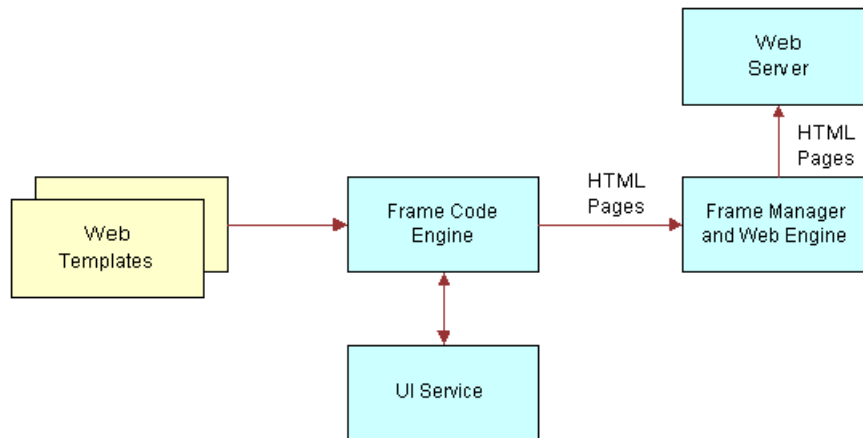 Web
Server
HTML
Pages
HTML
Pages
Web
Templates
Frame Code
Engine
Frame Manager
and Web Engine
UI Service